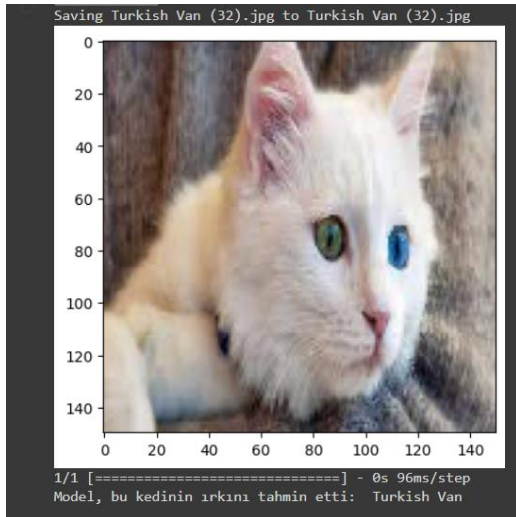 Saving Turkish Van (32).jpg to Turkish Van (32).jpg
0
20
40
60
80
100
120
140
0 20 40 60 80 100 120 140
1/1 [==============================] - 0s 96ms/step
Model, bu kedinin ırkını tahmin etti:  Turkish Van